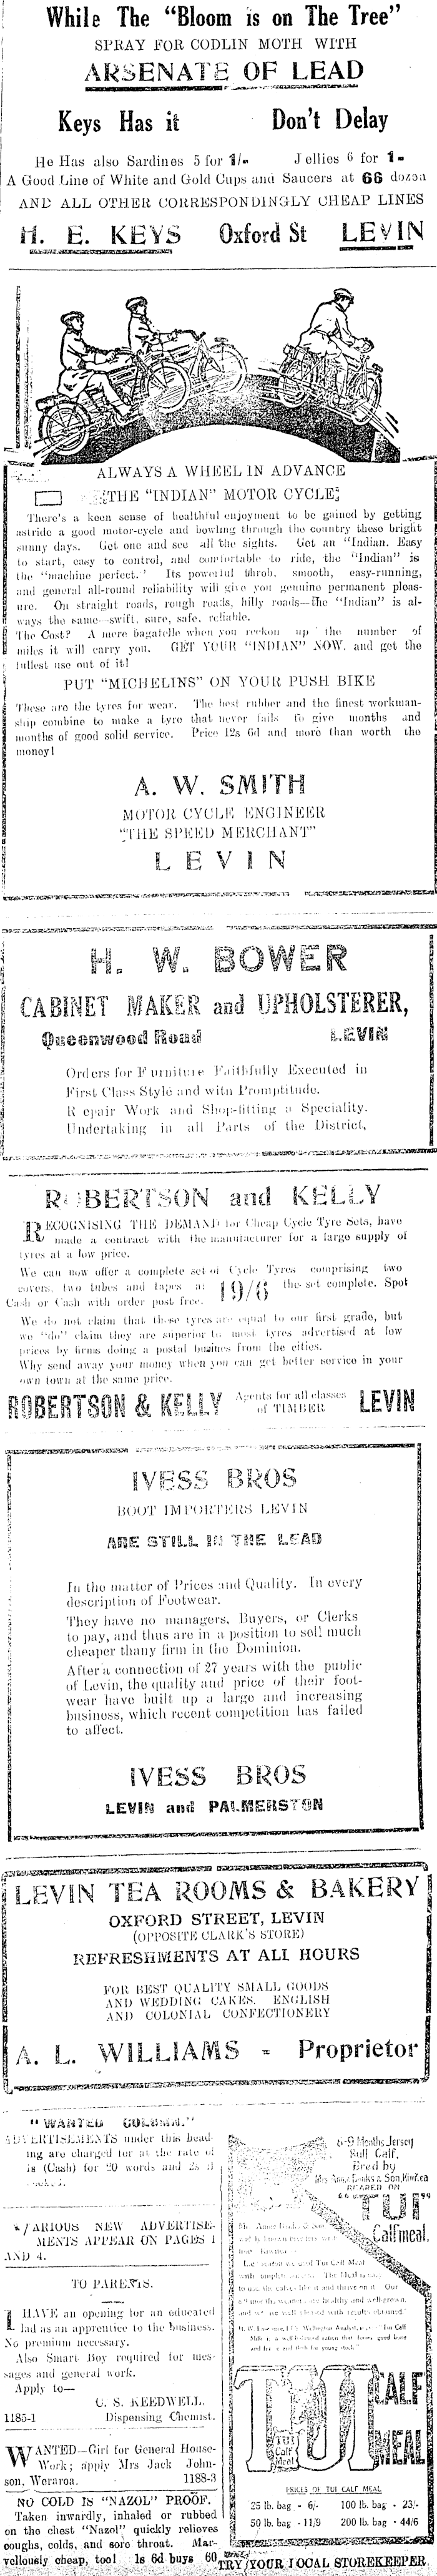 While The "Bloom is on The Tree"
SPRAY FOR CODLIN MOTH WITH
ARSENATE OF LEAD
Keys Has it Don't Delay
He Has also Sardines 5 for 1/- Jellies 6 for 1-
A Good Line of White and Gold Cups and Saucers at 66 dozen
AND ALL OTHER CORRESPONDINGLY CHEAP LINES
H. E. KEYS Oxford St LEVIN
ALWAYS A WHEEL IN ADVANCE
THE "INDIAN" MOTOR CYCLE
There's a keen sense of healthful enjoyment to be gained by getting
astride a good motor-cycle and bowling through the country these bright
sunny days. Get one and see all the sights. Get an "Indian. Easy
to start, easy to control, and comfortable to ride, the "Indian" is
the "machine perfect.' Its powerful throb, smooth, easy-running,
and general all-round reliability will give you genuine permanent pleas-
ure. On straight roads, rough roads, hilly roads—the "Indian" is al-
ways the same—swift, sure, safe, reliable.
The Cost? A mere bagatelle when you reckon up the number of
miles it will carry you. GET YOUR "INDIAN" NOW, and get the
fullest use out of it!
PUT "MICHELINS" ON YOUR PUSH BIKE
These are the tyres for wear. The best rubber and the finest workman-
ship combine to make a tyre that never fails to give months and
months of good solid service. Price 12s 6d and more than worth the
money!
A. W. SMITH
MOTOR CYCLE ENGINEER
"THE SPEED MERCHANT"
LEVIN
H. W. BOWER
CABINET MAKER and UPHOLSTERER,
Queenwood Road LEVIN
Orders for Furniture Faithfully Executed in
First Class Style and with Promptitude.
Repair Work and Shop-fitting a Speciality.
Undertaking in all Parts of the District,
ROBERTSON and KELLY
RECOGNISING THE DEMAND for Cheap Cycle Tyre Sets, have
made a contract with the manufacturer for a large supply of
tyres at a low price.
We can now offer a complete set of Cycle Tyres comprising two
covers, two tubes and tapes at 19/6 the set complete. Spot
Cash or Cash with order post free.
We do not claim that these tyres are equal to our first grade, but
we "do" claim they are superior to most tyres advertised at low
prices by firms doing a postal busines from the cities.
Why send away your money when you can get better service in your
own town at the same price.
ROBERTSON & KELLY Agents for all classes of TIMBER LEVIN
IVESS BROS
BOOT IMPORTERS LEVIN
ARE STILL IN THE LEAD
In the matter of Prices and Quality. In every
description of Footwear.
They have no managers, Buyers, or Clerks
to pay, and thus are in a position to sell much
cheaper thany firm in the Dominion.
After a connection of 27 years with the public
of Levin, the quality and price of their foot-
wear have built up a large and increasing
business, which recent competition has failed
to affect.
IVESS BROS
LEVIN and PALMERSTON
LEVIN TEA ROOMS & BAKERY
OXFORD STREET, LEVIN
(OPPOSITE CLARK'S STORE)
REFRESHMENTS AT ALL HOURS
FOR BEST QUALITY SMALL GOODS
AND WEDDING CAKES. ENGLISH
AND COLONIAL CONFECTIONERY
A. L. WILLIAMS - Proprietor
"WANTED COLUMN."
ADVERTISEMENTS under this head-
ing are charged for at the rate of
1s (Cash) for 20 words and 2s
VARIOUS NEW ADVERTISE-
MENTS APPEAR ON PAGES 1
AND 4.
TO PARENTS.
I HAVE an opening for an educated
lad as an apprentice to the business.
No premium necessary.
Also Smart Boy required for mes-
sages and general work.
Apply to—
C. S. KEEDWELL,
1185-1 Dispensing Chemist.
WANTED—Girl for General House-
Work; apply Mrs Jack John-
son, Weraroa. 1188-3
NO COLD IS "NAZOL" PROOF.
Taken inwardly, inhaled or rubbed
on the chest "Nazol" quickly relieves
coughs, colds, and sore throat. Mar-
vellously cheap, too! 1s 6d buys 60
Months Jersey
Bull Calf,
Bred by
REARED ON
"TUI"
Calfmeal,
TUI CALF MEAL
TUI Calf Meal
PRICES OF TUI CALF MEAL
25 lb. bag - 6/- 100 lb. bag - 23/-
50 lb. bag - 11/9 200 lb. bag - 44/6
TRY YOUR LOCAL STOREKEEPER.